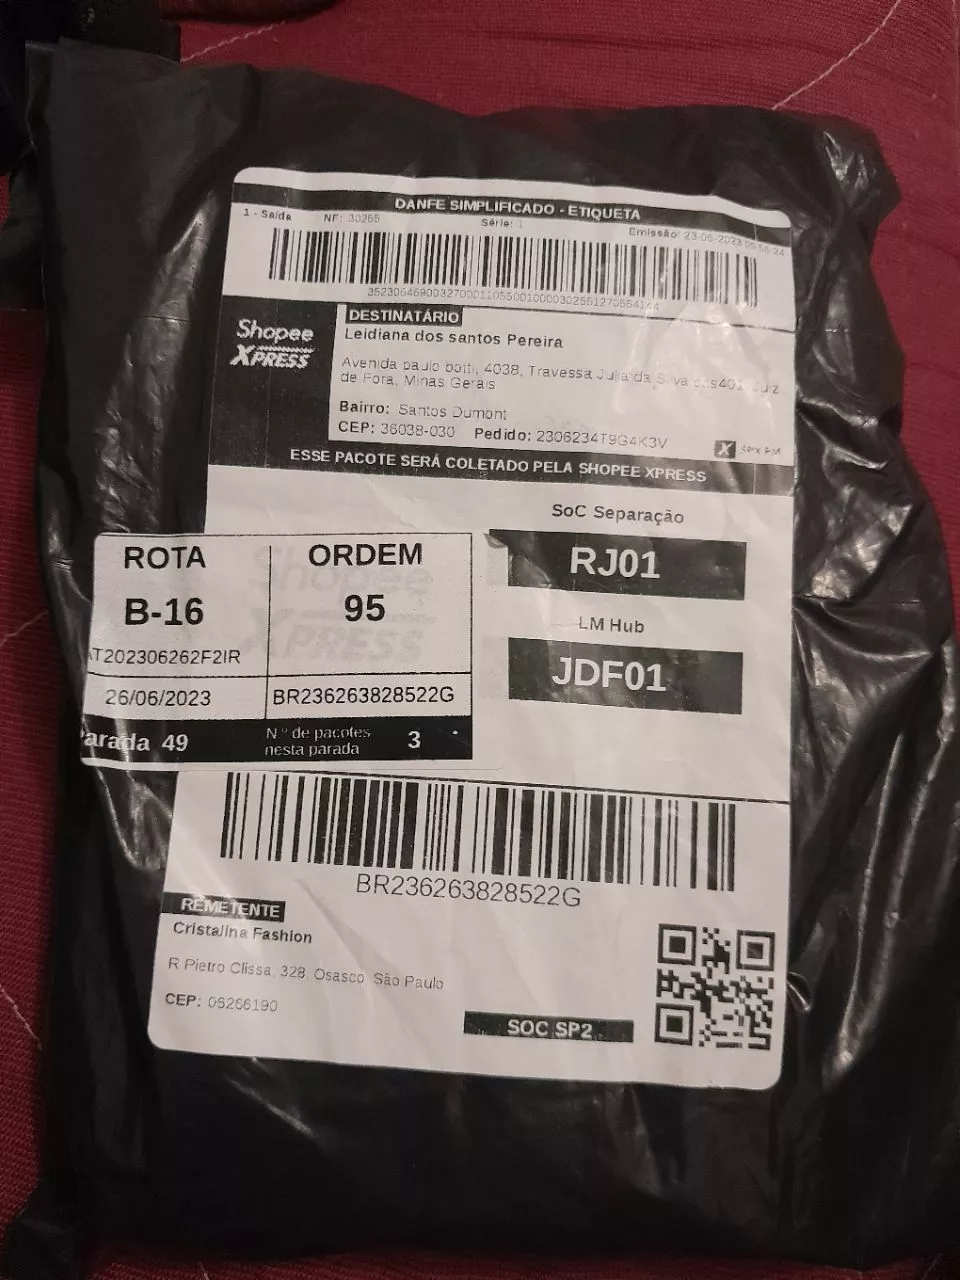 DANFE SIMPLIFICADO - ETIQUETA
1 - Saída NF: 30265 Série: 1 Emissão: 23-06-2023
DESTINATÁRIO
Shopee
XPRESS
Leidiana dos santos Pereira
Avenida paulo botti, 4038, Travessa Julia da Silva
de Fora, Minas Gerais
Bairro: Santos Dumont
CEP: 36038-030 Pedido: 2306234T9G4K3V
ESSE PACOTE SERÁ COLETADO PELA SHOPEE XPRESS
SoC Separação
RJ01
LM Hub
JDF01
ROTA ORDEM
B-16 95
AT202306262F2IR
26/06/2023 BR236263828522G
Parada 49 Nº de pacotes
nesta parada 3
Shopee
XPRESS
BR236263828522G
REMETENTE
Cristalina Fashion
R Pietro Clissa, 328, Osasco, São Paulo
CEP: 06266190
SOC SP2